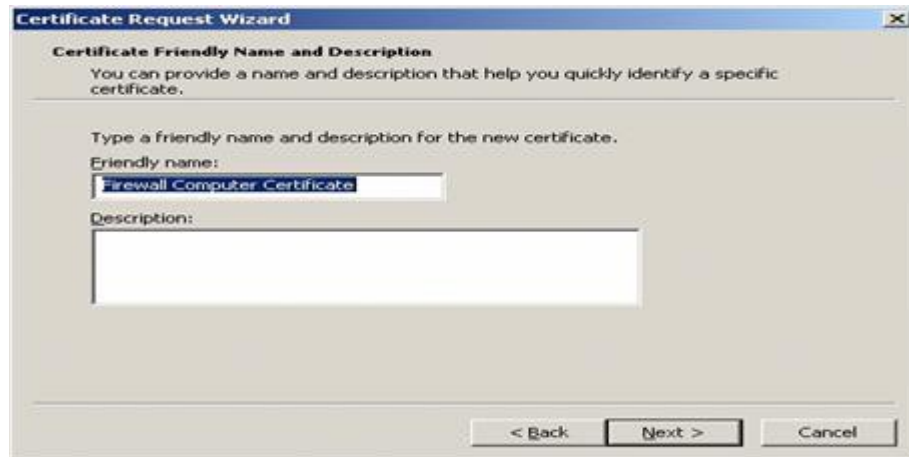 Certificate Request Wizard
Certificate Friendly Name and Description
You can provide a name and description that help you quickly identify a specific
certificate.
Type a friendly name and description for the new certificate.
Friendly name:
Firewall Computer Certificate
Description:
< Back Next > Cancel